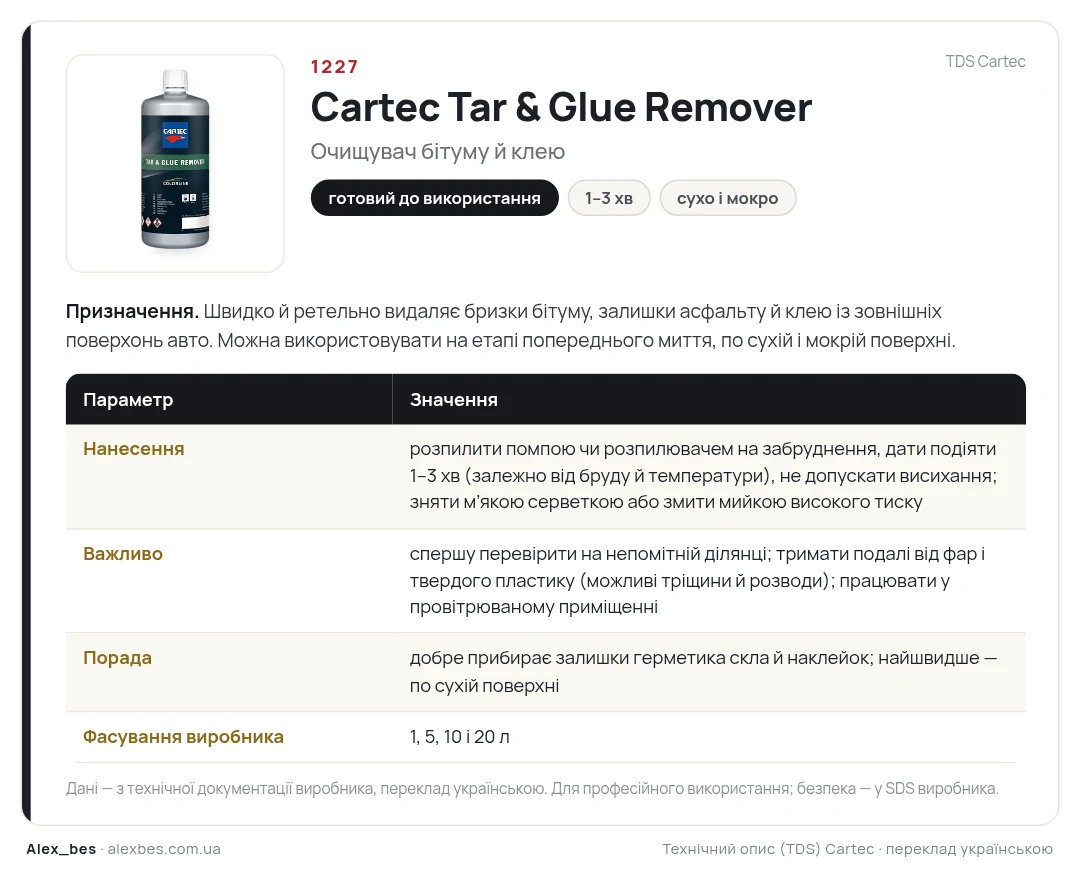 1227
TDS Cartec
Cartec Tar & Glue Remover
Очищувач бітуму й клею
готовий до використання
1–3 хв
сухо і мокро
CARTEC
TAR & GLUE REMOVER
COLORLINE
Призначення. Швидко й ретельно видаляє бризки бітуму, залишки асфальту й клею із зовнішніх
поверхонь авто. Можна використовувати на етапі попереднього миття, по сухій і мокрій поверхні.
Параметр
Значення
Нанесення
розпилити помпою чи розпилювачем на забруднення, дати подіяти
1–3 хв (залежно від бруду й температури), не допускати висихання;
зняти м’якою серветкою або змити мийкою високого тиску
Важливо
спершу перевірити на непомітній ділянці; тримати подалі від фар і
твердого пластику (можливі тріщини й розводи); працювати у
провітрюваному приміщенні
Порада
добре прибирає залишки герметика скла й наклейок; найшвидше —
по сухій поверхні
Фасування виробника
1, 5, 10 і 20 л
Дані — з технічної документації виробника, переклад українською. Для професійного використання; безпека — у SDS виробника.
Alex_bes · alexbes.com.ua
Технічний опис (TDS) Cartec · переклад українською